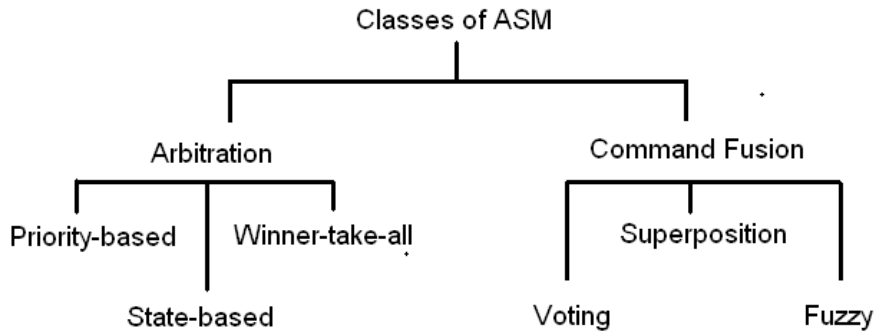 Classes of ASM
Arbitration
Command Fusion
Priority-based
Winner-take-all
Superposition
State-based
Voting
Fuzzy